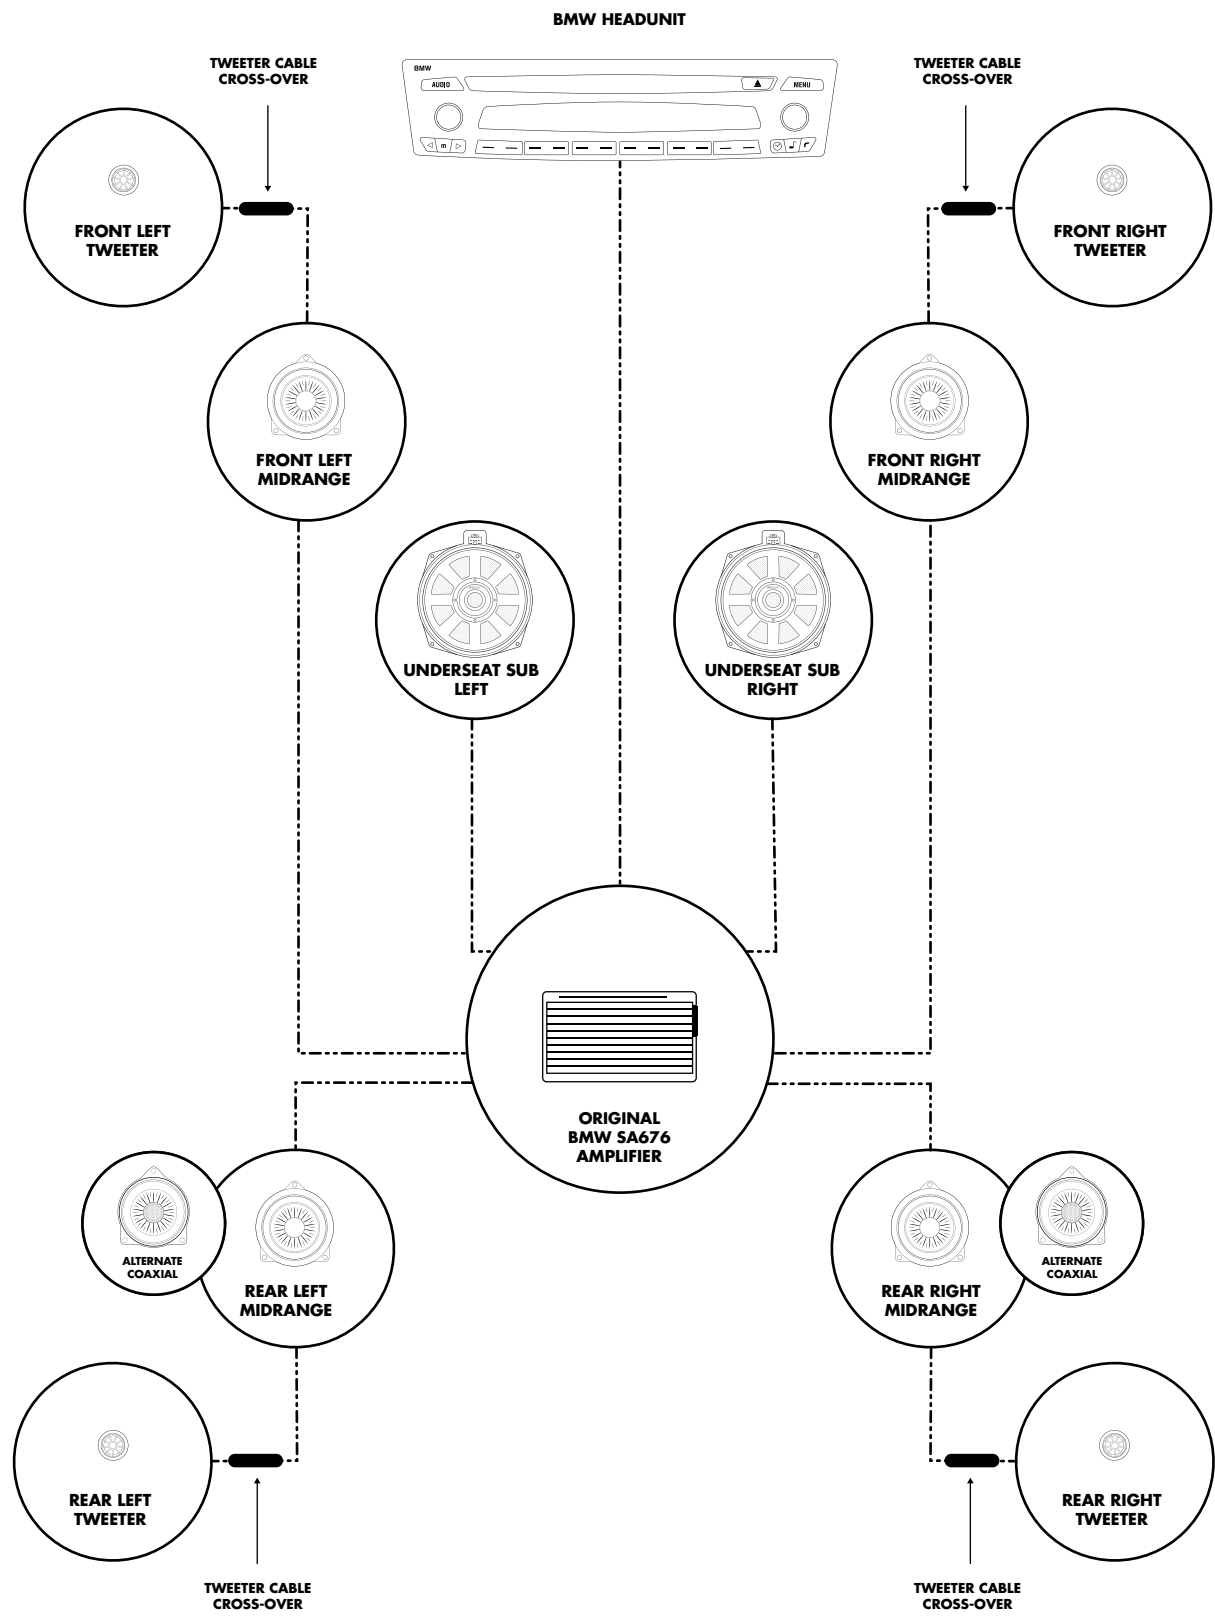 BMW HEADUNIT
TWEETER CABLE
CROSS-OVER
TWEETER CABLE
CROSS-OVER
BMW
AUDIO
MENU
m
FRONT LEFT
TWEETER
FRONT RIGHT
TWEETER
FRONT LEFT
MIDRANGE
FRONT RIGHT
MIDRANGE
UNDERSEAT SUB
LEFT
UNDERSEAT SUB
RIGHT
ORIGINAL
BMW SA676
AMPLIFIER
ALTERNATE
COAXIAL
REAR LEFT
MIDRANGE
REAR RIGHT
MIDRANGE
ALTERNATE
COAXIAL
REAR LEFT
TWEETER
REAR RIGHT
TWEETER
TWEETER CABLE
CROSS-OVER
TWEETER CABLE
CROSS-OVER